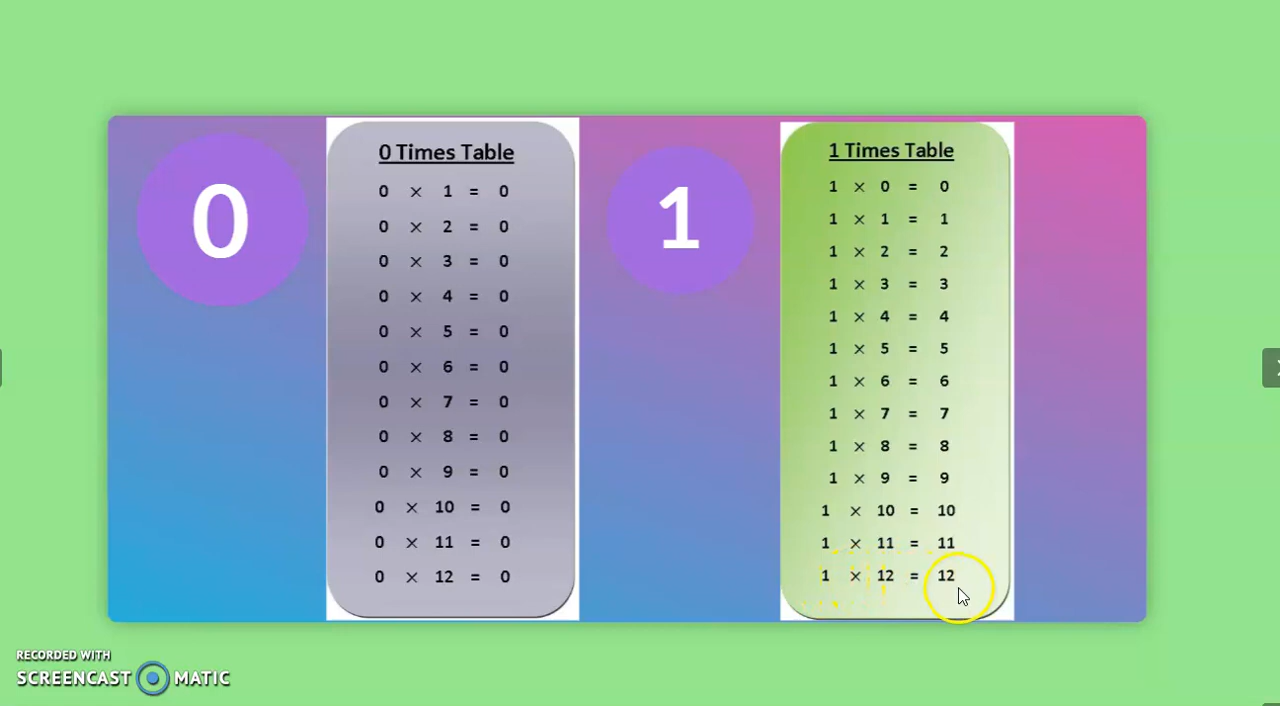 0
0 Times Table
0 × 1 = 0
0 × 2 = 0
0 × 3 = 0
0 × 4 = 0
0 × 5 = 0
0 × 6 = 0
0 × 7 = 0
0 × 8 = 0
0 × 9 = 0
0 × 10 = 0
0 × 11 = 0
0 × 12 = 0
1
1 Times Table
1 × 0 = 0
1 × 1 = 1
1 × 2 = 2
1 × 3 = 3
1 × 4 = 4
1 × 5 = 5
1 × 6 = 6
1 × 7 = 7
1 × 8 = 8
1 × 9 = 9
1 × 10 = 10
1 × 11 = 11
1 × 12 = 12
RECORDED WITH
SCREENCAST MATIC